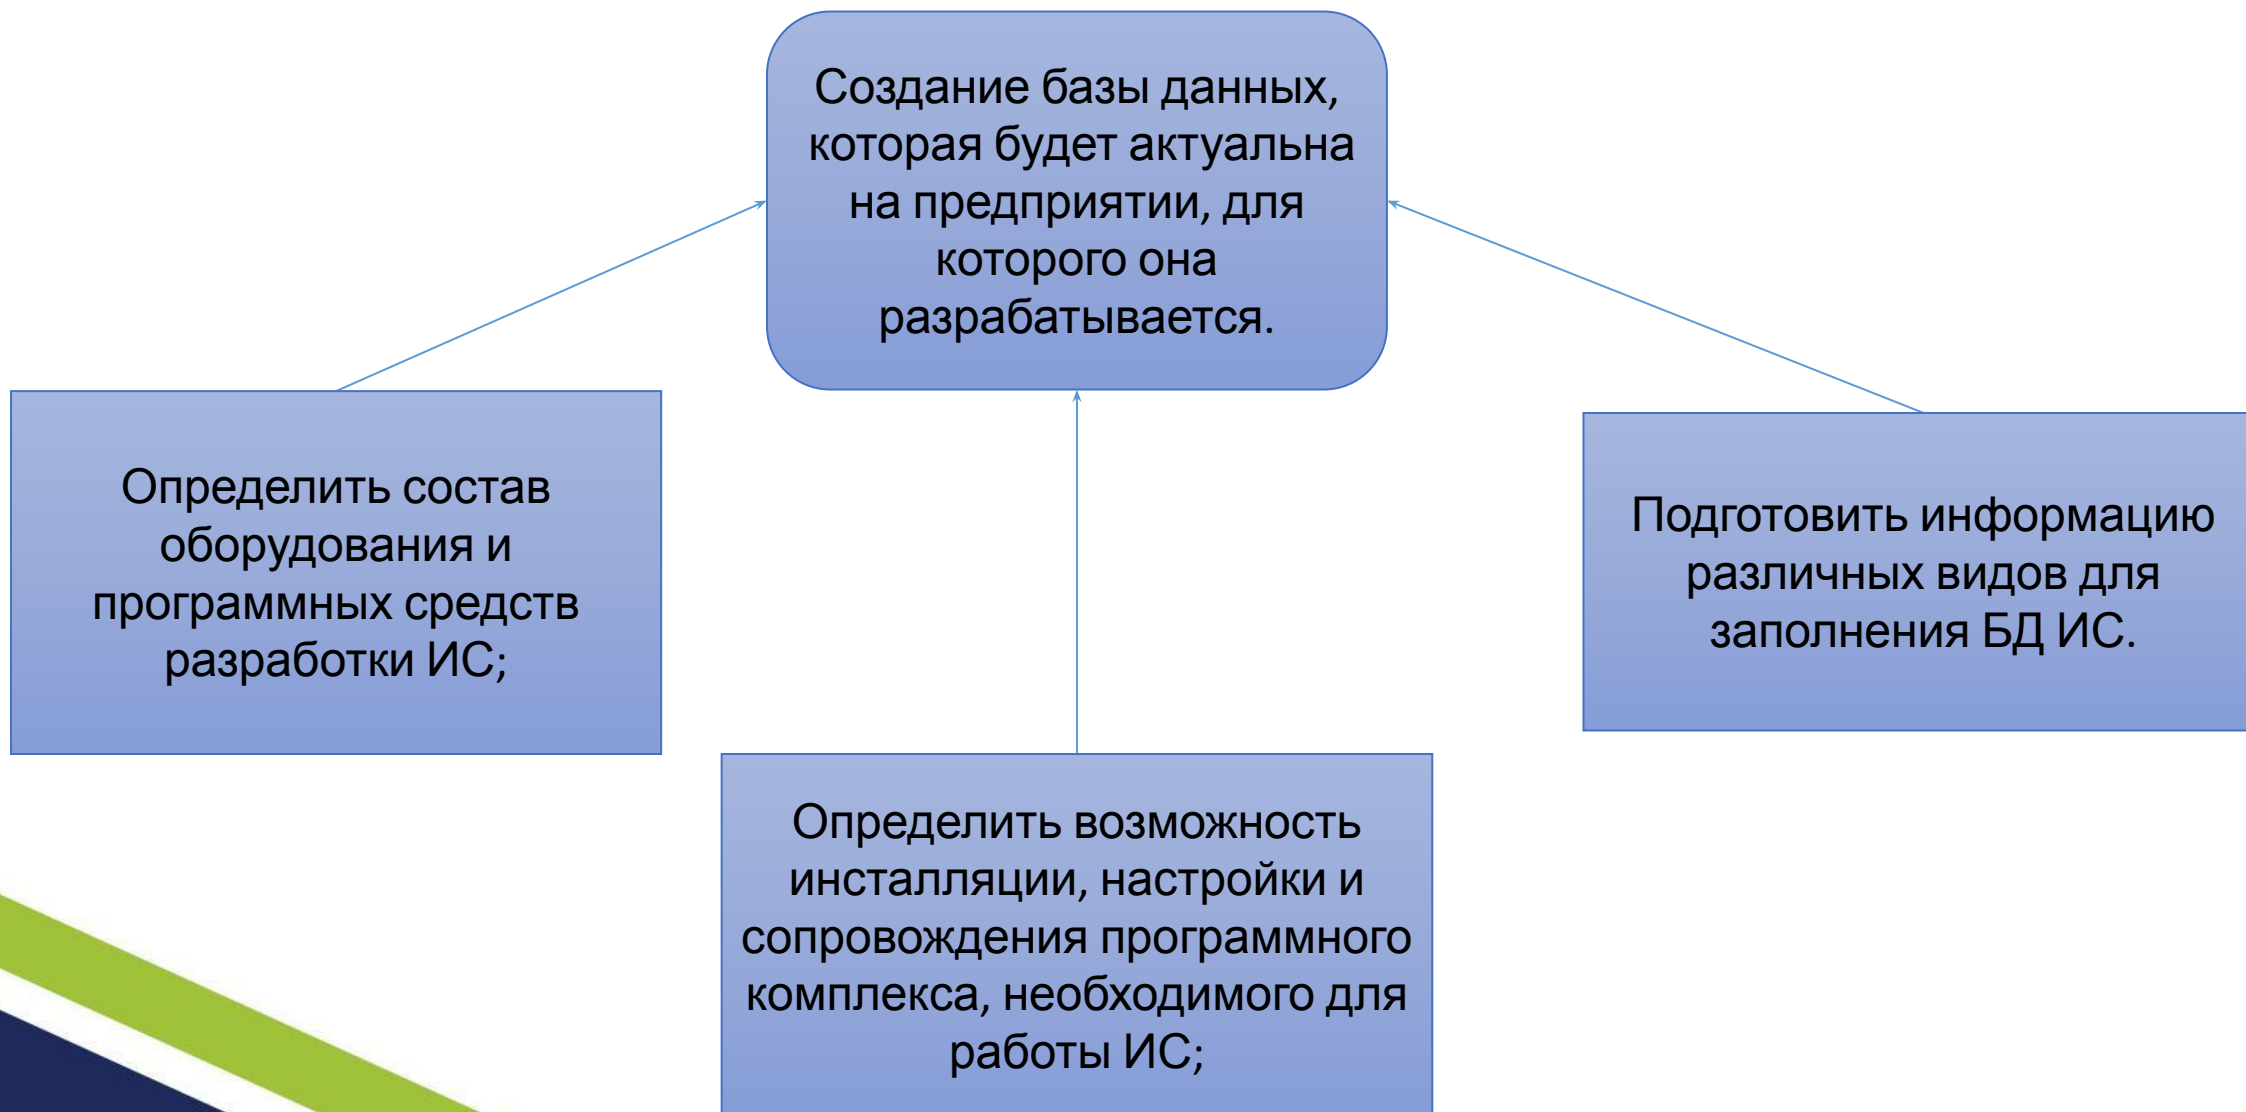 Создание базы данных,
которая будет актуальна
на предприятии, для
которого она
разрабатывается.
Определить состав
оборудования и
программных средств
разработки ИС;
Подготовить информацию
различных видов для
заполнения БД ИС.
Определить возможность
инсталляции, настройки и
сопровождения программного
комплекса, необходимого для
работы ИС;